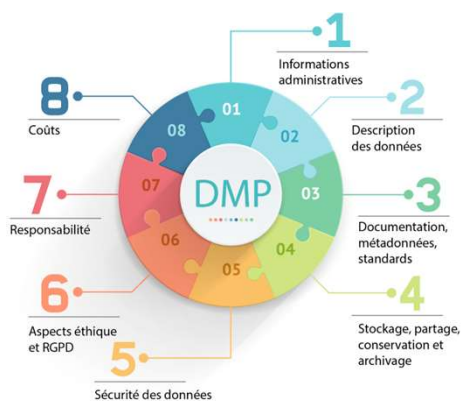 1
Informations
administratives
2
Description
des données
3
Documentation,
métadonnées,
standards
4
Stockage, partage,
conservation et
archivage
5
Sécurité des données
6
Aspects éthique
et RGPD
7
Responsabilité
8
Coûts
01
02
03
04
05
06
07
08
DMP